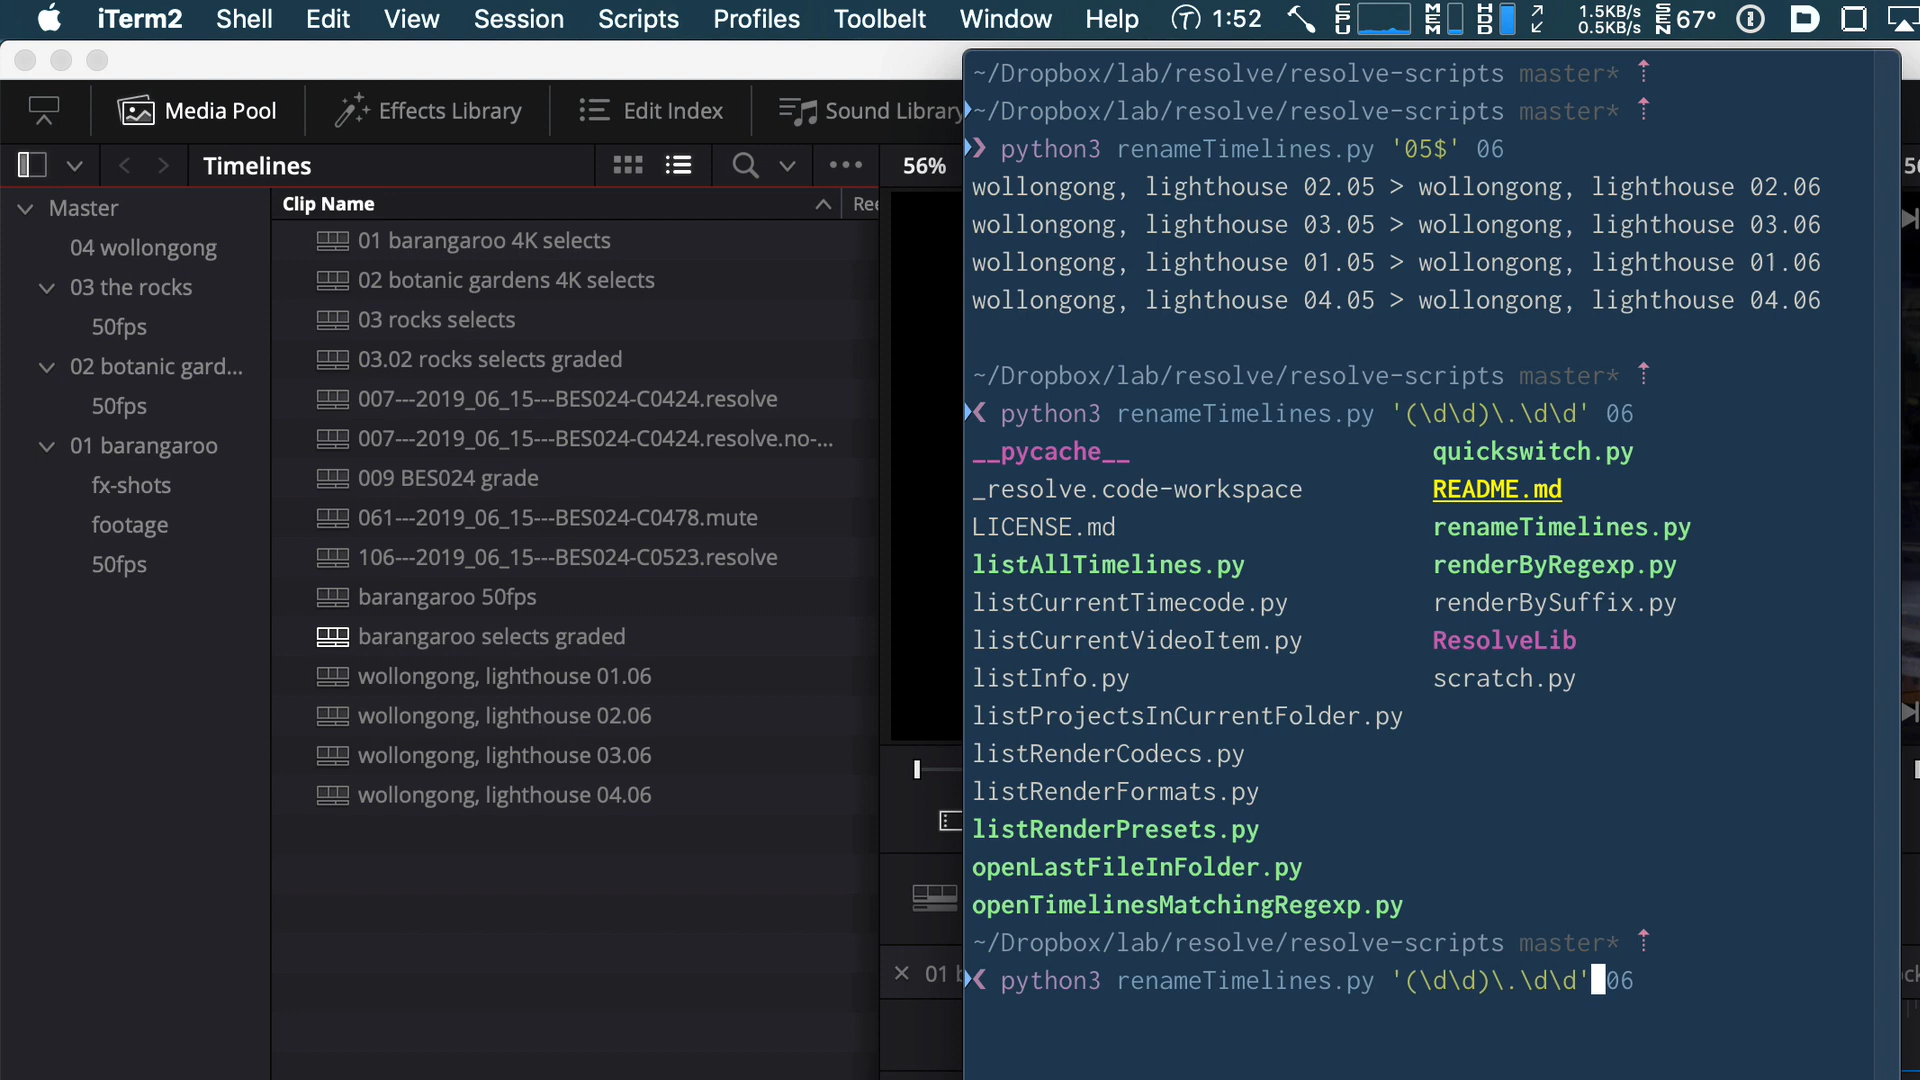 iTerm2 Shell Edit View Session Scripts Profiles Toolbelt Window Help 1:52 CPU MEM HD 1.5KB/s 0.5KB/s SEN 67°
Media Pool Effects Library Edit Index Sound Library
Timelines ••• 56%
Master
04 wollongong
03 the rocks
50fps
02 botanic gard...
50fps
01 barangaroo
fx-shots
footage
50fps
Clip Name
01 barangaroo 4K selects
02 botanic gardens 4K selects
03 rocks selects
03.02 rocks selects graded
007---2019_06_15---BES024-C0424.resolve
007---2019_06_15---BES024-C0424.resolve.no-...
009 BES024 grade
061---2019_06_15---BES024-C0478.mute
106---2019_06_15---BES024-C0523.resolve
barangaroo 50fps
barangaroo selects graded
wollongong, lighthouse 01.06
wollongong, lighthouse 02.06
wollongong, lighthouse 03.06
wollongong, lighthouse 04.06
01
~/Dropbox/lab/resolve/resolve-scripts master* ⇡
~/Dropbox/lab/resolve/resolve-scripts master* ⇡
❯ python3 renameTimelines.py '05$' 06
wollongong, lighthouse 02.05 > wollongong, lighthouse 02.06
wollongong, lighthouse 03.05 > wollongong, lighthouse 03.06
wollongong, lighthouse 01.05 > wollongong, lighthouse 01.06
wollongong, lighthouse 04.05 > wollongong, lighthouse 04.06
~/Dropbox/lab/resolve/resolve-scripts master* ⇡
❮ python3 renameTimelines.py '(\d\d)\.\d\d' 06
__pycache__ quickswitch.py
_resolve.code-workspace README.md
LICENSE.md renameTimelines.py
listAllTimelines.py renderByRegexp.py
listCurrentTimecode.py renderBySuffix.py
listCurrentVideoItem.py ResolveLib
listInfo.py scratch.py
listProjectsInCurrentFolder.py
listRenderCodecs.py
listRenderFormats.py
listRenderPresets.py
openLastFileInFolder.py
openTimelinesMatchingRegexp.py
~/Dropbox/lab/resolve/resolve-scripts master* ⇡
❮ python3 renameTimelines.py '(\d\d)\.\d\d' 06